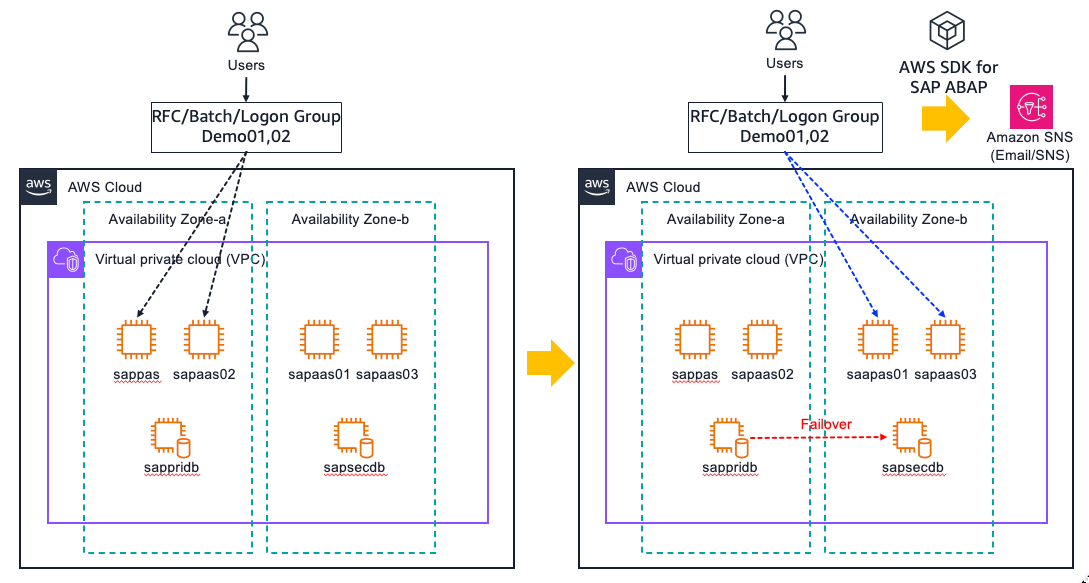 Users
RFC/Batch/Logon Group
Demo01,02
aws
AWS Cloud
Availability Zone-a
Availability Zone-b
Virtual private cloud (VPC)
sappas
sapaas02
sapaas01
sapaas03
sappridb
sapsecdb
Users
AWS SDK for
SAP ABAP
RFC/Batch/Logon Group
Demo01,02
Amazon SNS
(Email/SNS)
aws
AWS Cloud
Availability Zone-a
Availability Zone-b
Virtual private cloud (VPC)
sappas
sapaas02
saapas01
sapaas03
Failover
sappridb
sapsecdb